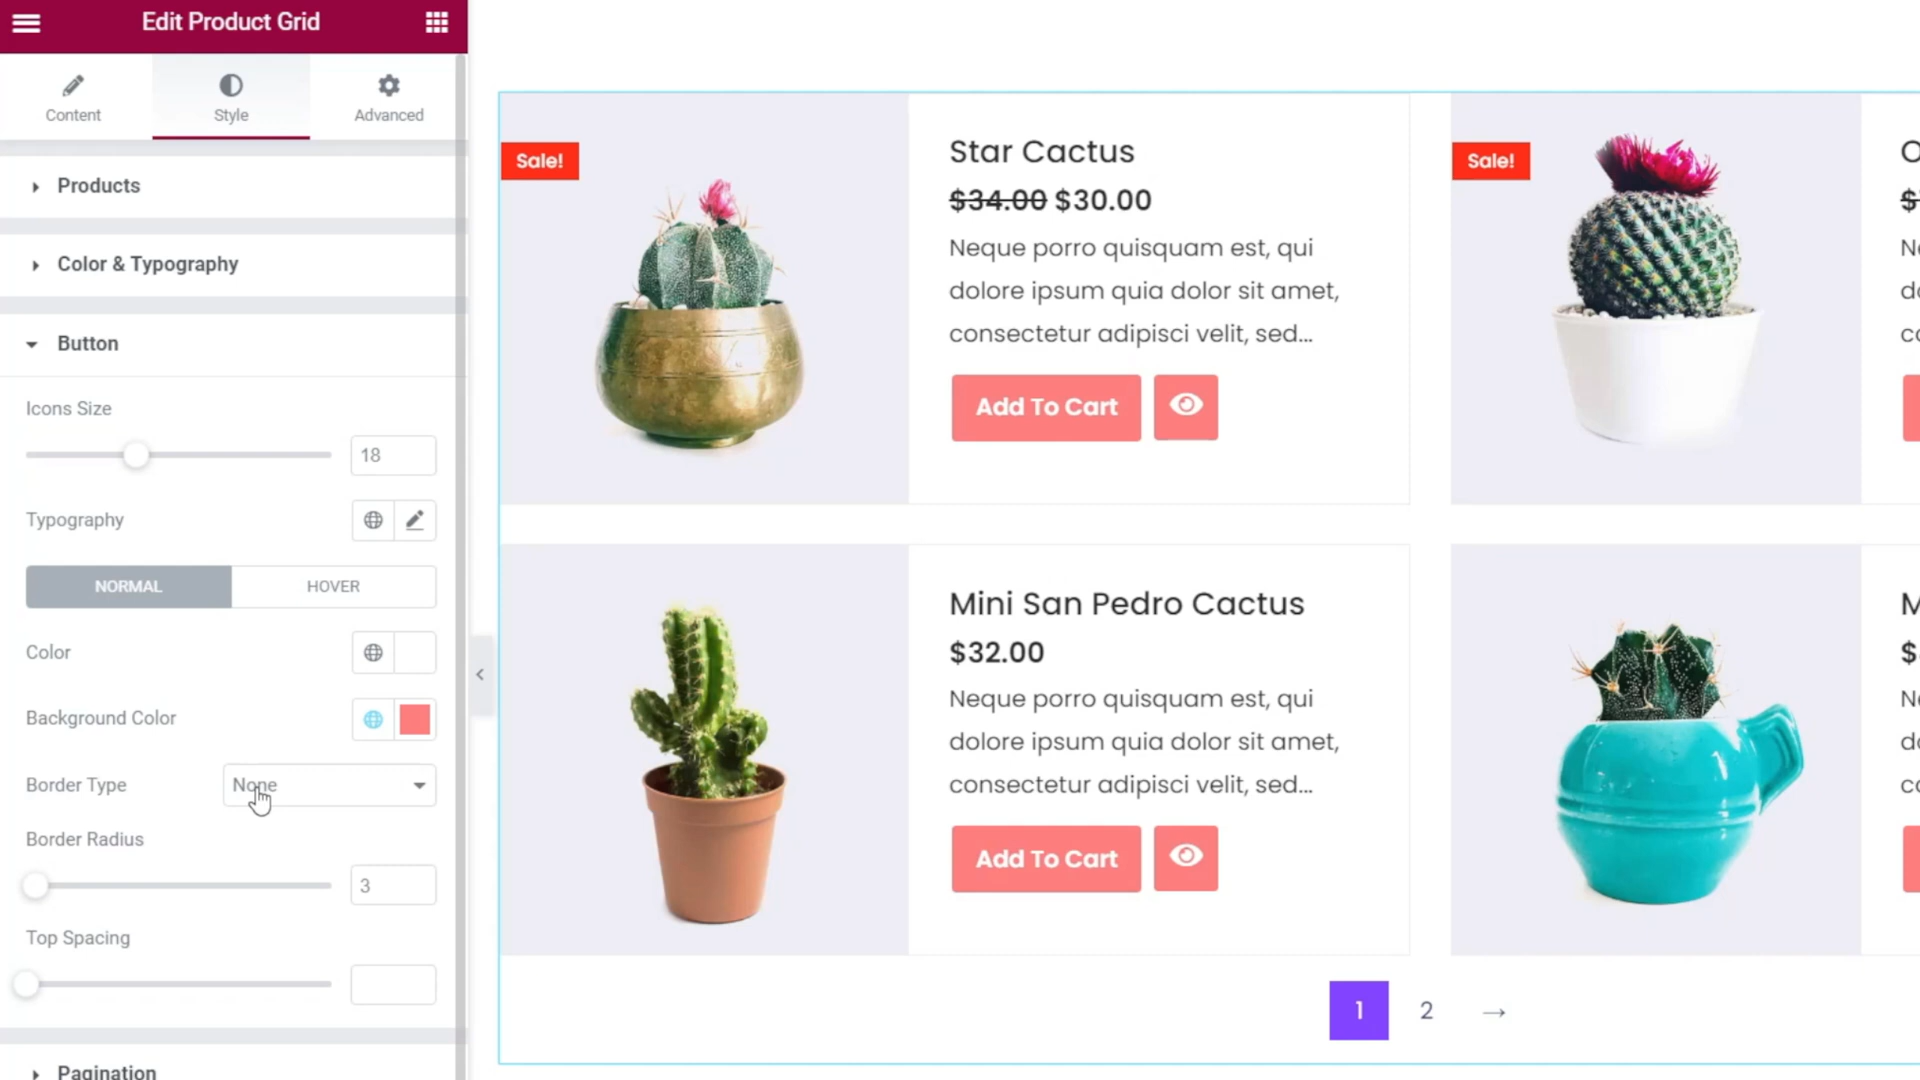 Edit Product Grid
Content
Style
Advanced
Products
Color & Typography
Button
Icons Size
18
Typography
NORMAL
HOVER
Color
Background Color
Border Type
None
Border Radius
3
Top Spacing
Pagination
Sale!
Star Cactus
$34.00 $30.00
Neque porro quisquam est, qui
dolore ipsum quia dolor sit amet,
consectetur adipisci velit, sed...
Add To Cart
Sale!
Mini San Pedro Cactus
$32.00
Neque porro quisquam est, qui
dolore ipsum quia dolor sit amet,
consectetur adipisci velit, sed...
Add To Cart
1 2 →